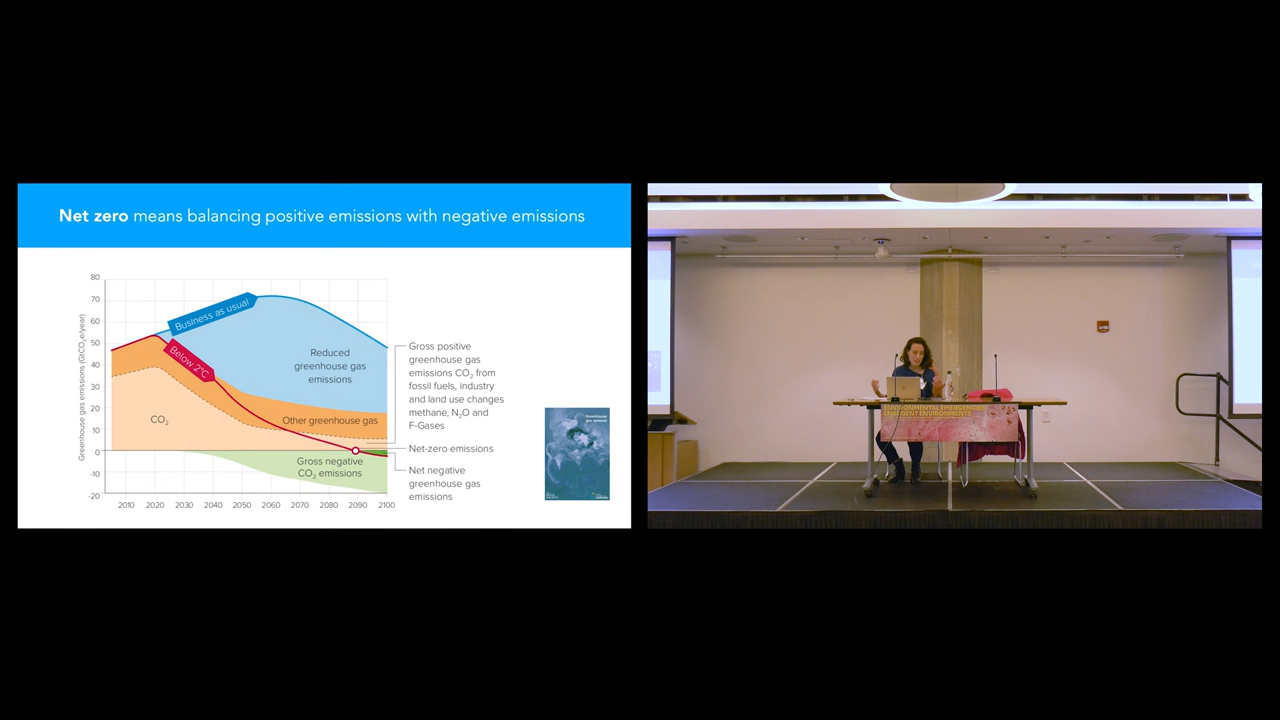 Net zero means balancing positive emissions with negative emissions
Greenhouse gas emissions (GtCO₂e/year)
80
70
60
50
40
30
20
10
0
-10
-20
2010 2020 2030 2040 2050 2060 2070 2080 2090 2100
Business as usual
Below 2°C
Reduced
greenhouse gas
emissions
CO₂
Other greenhouse gas
Gross negative
CO₂ emissions
Gross positive
greenhouse gas
emissions CO₂ from
fossil fuels, industry
and land use changes
methane, N₂O and
F-Gases
Net-zero emissions
Net negative
greenhouse gas
emissions
Greenhouse
gas removal
ENVIRONMENTAL EMERGENCIES
EMERGENT ENVIRONMENTS